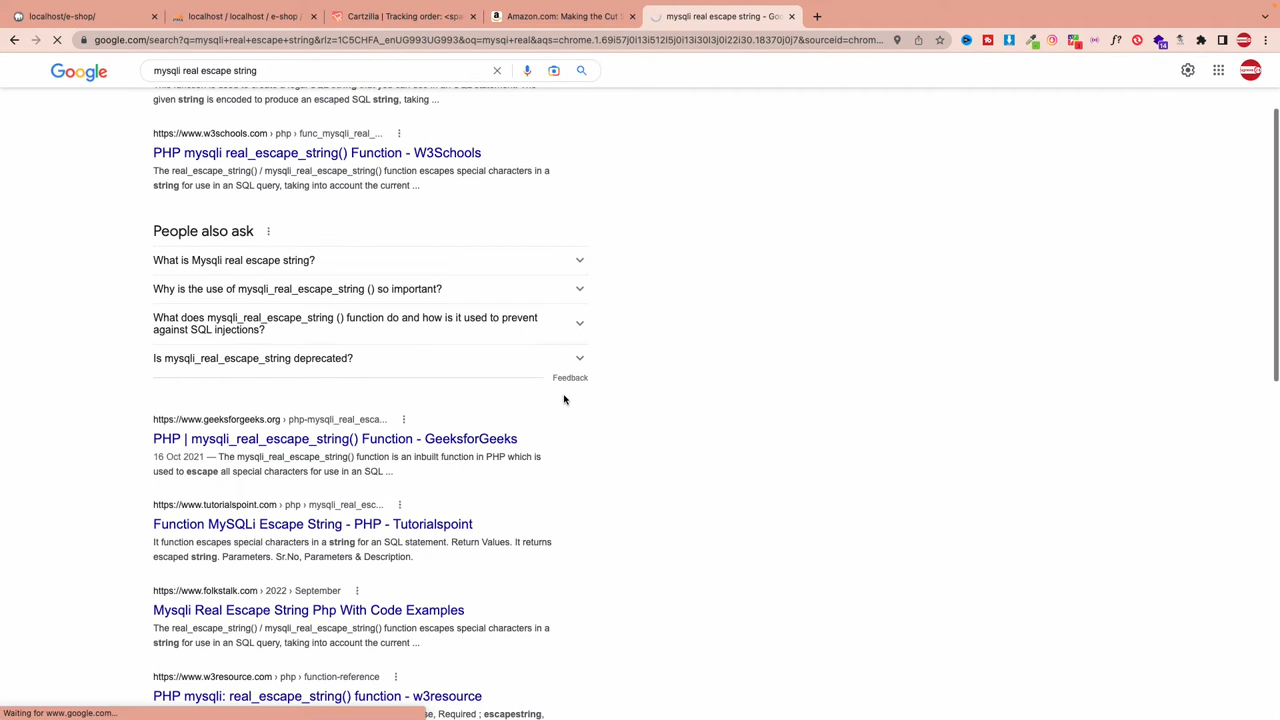 localhost/e-shop/
localhost / localhost / e-shop /
Cartzilla | Tracking order: <spa
Amazon.com: Making the Cut
mysqli real escape string - Goo
google.com/search?q=mysqli+real+escape+string&rlz=1C5CHFA_enUG993UG993&oq=mysqi+real&aqs=chrome.1.69i57j0i13i512l5j0i13i30l3j0i22i30.18370j0j7&sourceid=chrom...
14
Google
mysqli real escape string
given string is encoded to produce an escaped SQL string, taking ...
https://www.w3schools.com › php › func_mysqli_real_...
PHP mysqli real_escape_string() Function - W3Schools
The real_escape_string() / mysqli_real_escape_string() function escapes special characters in a
string for use in an SQL query, taking into account the current ...
People also ask
What is Mysqli real escape string?
Why is the use of mysqli_real_escape_string () so important?
What does mysqli_real_escape_string () function do and how is it used to prevent
against SQL injections?
Is mysqli_real_escape_string deprecated?
Feedback
https://www.geeksforgeeks.org › php-mysqli_real_esca...
PHP | mysqli_real_escape_string() Function - GeeksforGeeks
16 Oct 2021 — The mysqli_real_escape_string() function is an inbuilt function in PHP which is
used to escape all special characters for use in an SQL ...
https://www.tutorialspoint.com › php › mysqli_real_esc...
Function MySQLi Escape String - PHP - Tutorialspoint
It function escapes special characters in a string for an SQL statement. Return Values. It returns
escaped string. Parameters. Sr.No, Parameters & Description.
https://www.folkstalk.com › 2022 › September
Mysqli Real Escape String Php With Code Examples
The real_escape_string() / mysqli_real_escape_string() function escapes special characters in a
string for use in an SQL query, taking into account the current ...
https://www.w3resource.com › php › function-reference
PHP mysqli: real_escape_string() function - w3resource
se, Required ; escapestring,
Waiting for www.google.com...